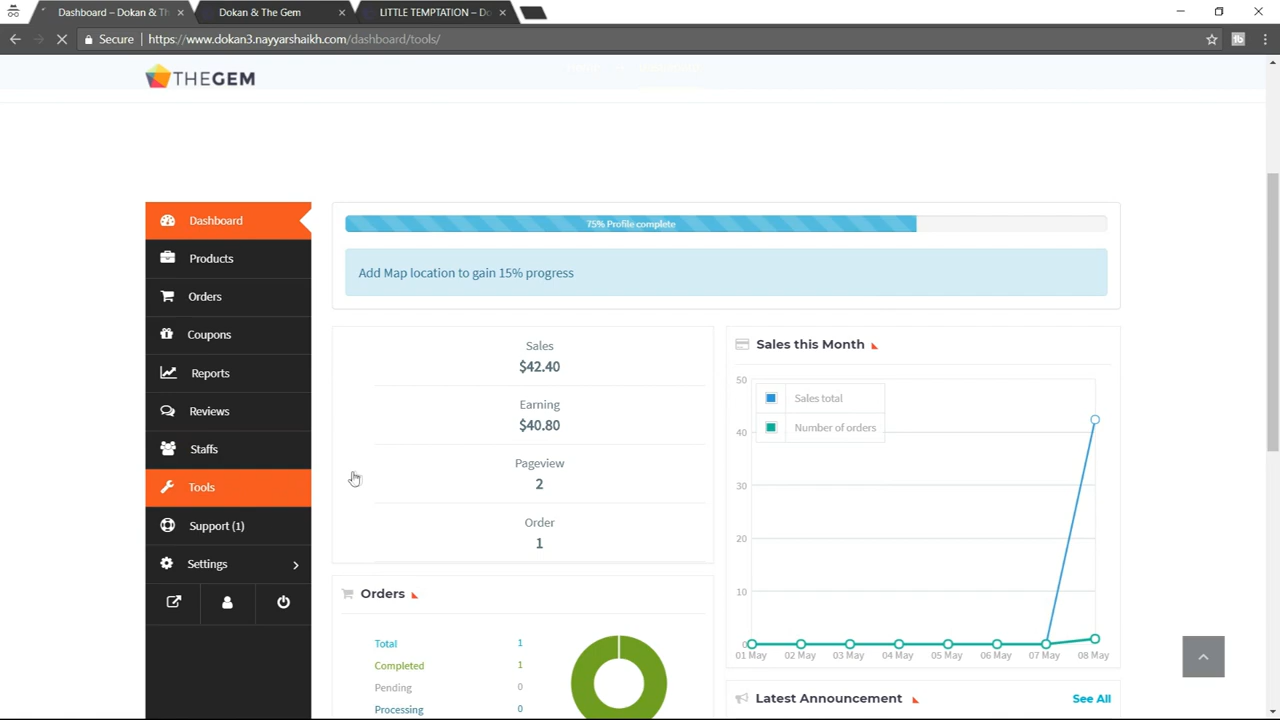 Dashboard – Dokan & Th
Dokan & The Gem
LITTLE TEMPTATION – Do
Secure
https://www.dokan3.nayyarshaikh.com/dashboard/tools/
THEGEM
Dashboard
Products
Orders
Coupons
Reports
Reviews
Staffs
Tools
Support (1)
Settings
75% Profile complete
Add Map location to gain 15% progress
Sales
$42.40
Earning
$40.80
Pageview
2
Order
1
Orders
Total 1
Completed 1
Pending 0
Processing 0
Sales this Month
Sales total
Number of orders
50
40
30
20
10
0
01 May 02 May 03 May 04 May 05 May 06 May 07 May 08 May
Latest Announcement
See All